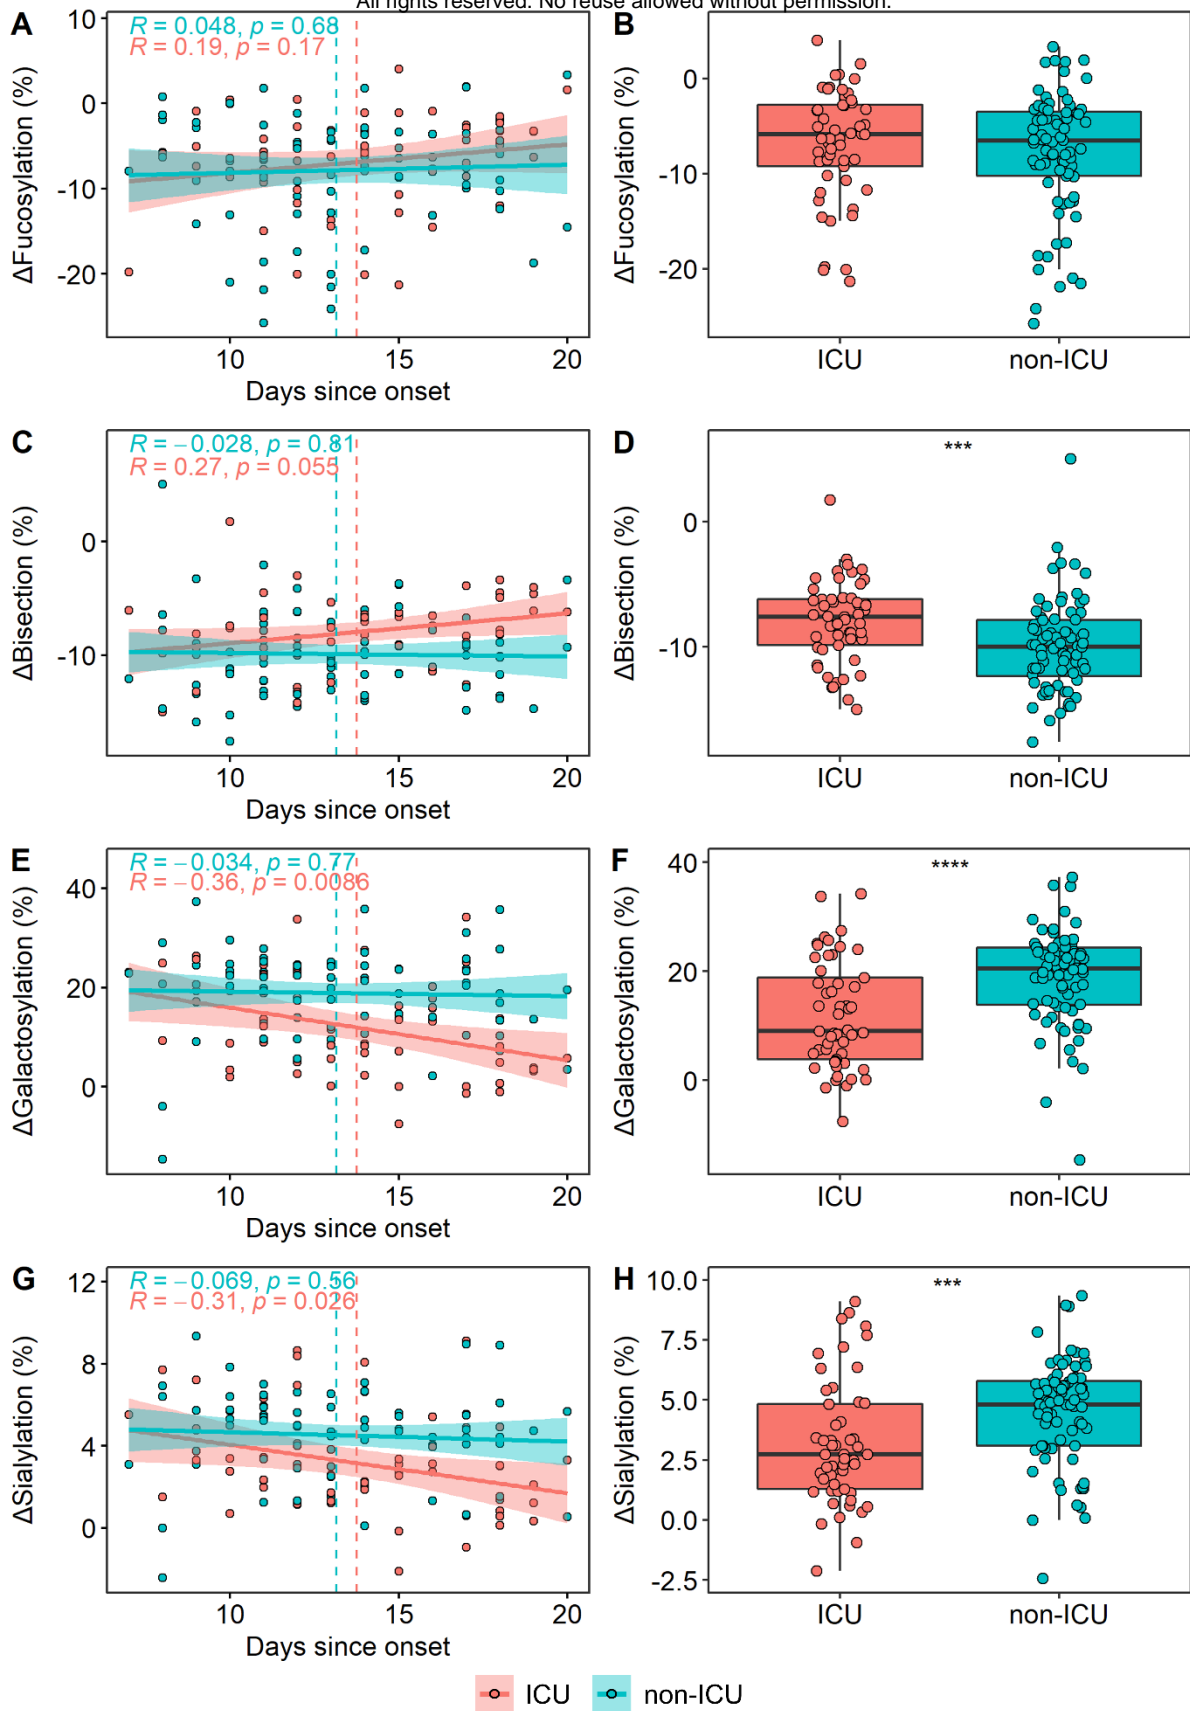 All rights reserved. No reuse allowed without permission.
A
R = 0.048, p = 0.68
R = 0.19, p = 0.17
10
0
-10
-20
ΔFucosylation (%)
10 15 20
Days since onset
B
0
-10
-20
ΔFucosylation (%)
ICU non-ICU
C
R = −0.028, p = 0.81
R = 0.27, p = 0.055
0
-10
ΔBisection (%)
10 15 20
Days since onset
D
***
0
-10
ΔBisection (%)
ICU non-ICU
E
R = −0.034, p = 0.77
R = −0.36, p = 0.0086
40
20
0
ΔGalactosylation (%)
10 15 20
Days since onset
F
****
40
20
0
ΔGalactosylation (%)
ICU non-ICU
G
R = −0.069, p = 0.56
R = −0.31, p = 0.026
12
8
4
0
ΔSialylation (%)
10 15 20
Days since onset
H
***
10.0
7.5
5.0
2.5
0.0
-2.5
ΔSialylation (%)
ICU non-ICU
ICU non-ICU